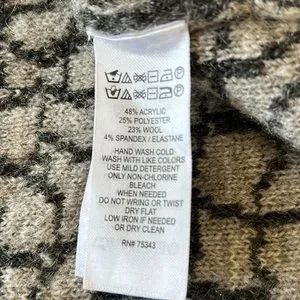 48% ACRYLIC
25% POLYESTER
23% WOOL
4% SPANDEX / ELASTANE
HAND WASH COLD
WASH WITH LIKE COLORS
USE MILD DETERGENT
ONLY NON-CHLORINE
BLEACH
WHEN NEEDED
DO NOT WRING OR TWIST
DRY FLAT
LOW IRON IF NEEDED
OR DRY CLEAN
RN# 75343